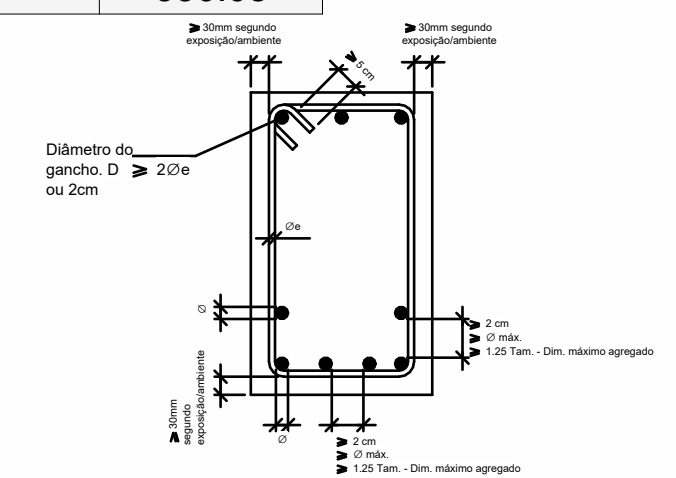 ⩾ 30mm segundo
exposição/ambiente
⩾ 30mm segundo
exposição/ambiente
⩾ 5 cm
Diâmetro do
gancho. D ⩾ 2∅e
ou 2cm
∅e
∅
⩾ 2 cm
⩾ ∅ máx.
⩾ 1.25 Tam. - Dim. máximo agregado
⩾ 30mm
segundo
exposição/ambiente
∅
⩾ 2 cm
⩾ ∅ máx.
⩾ 1.25 Tam. - Dim. máximo agregado